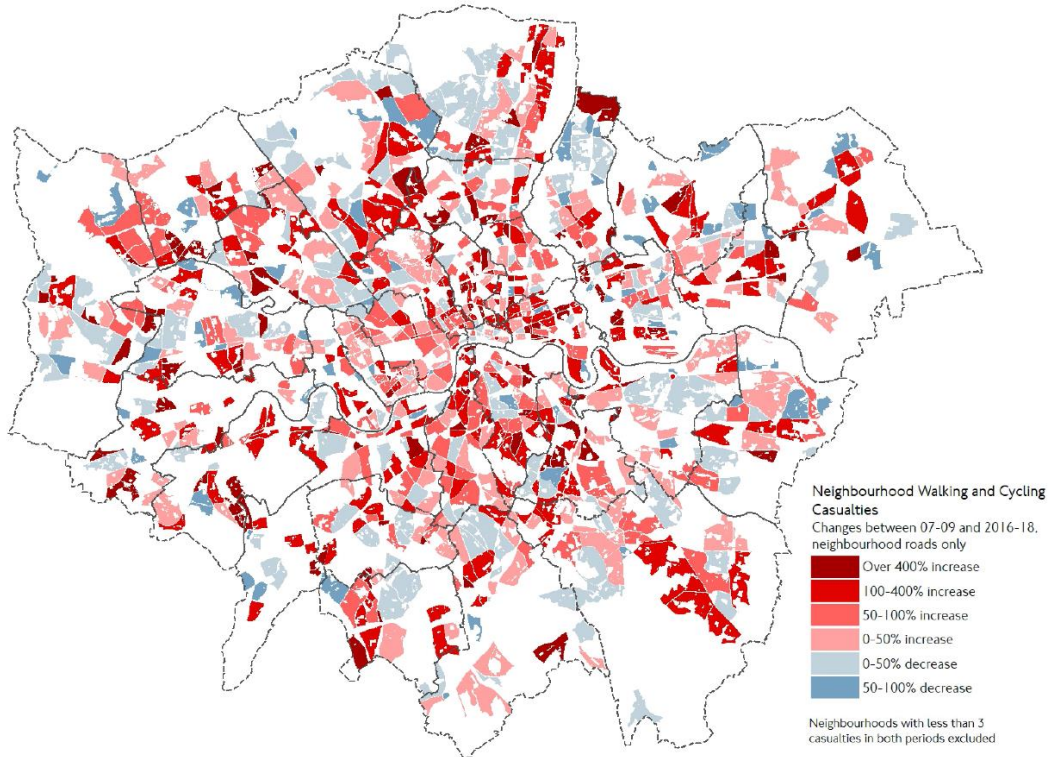 Neighbourhood Walking and Cycling
Casualties
Changes between 07-09 and 2016-18,
neighbourhood roads only
Over 400% increase
100-400% increase
50-100% increase
0-50% increase
0-50% decrease
50-100% decrease
Neighbourhoods with less than 3
casualties in both periods excluded